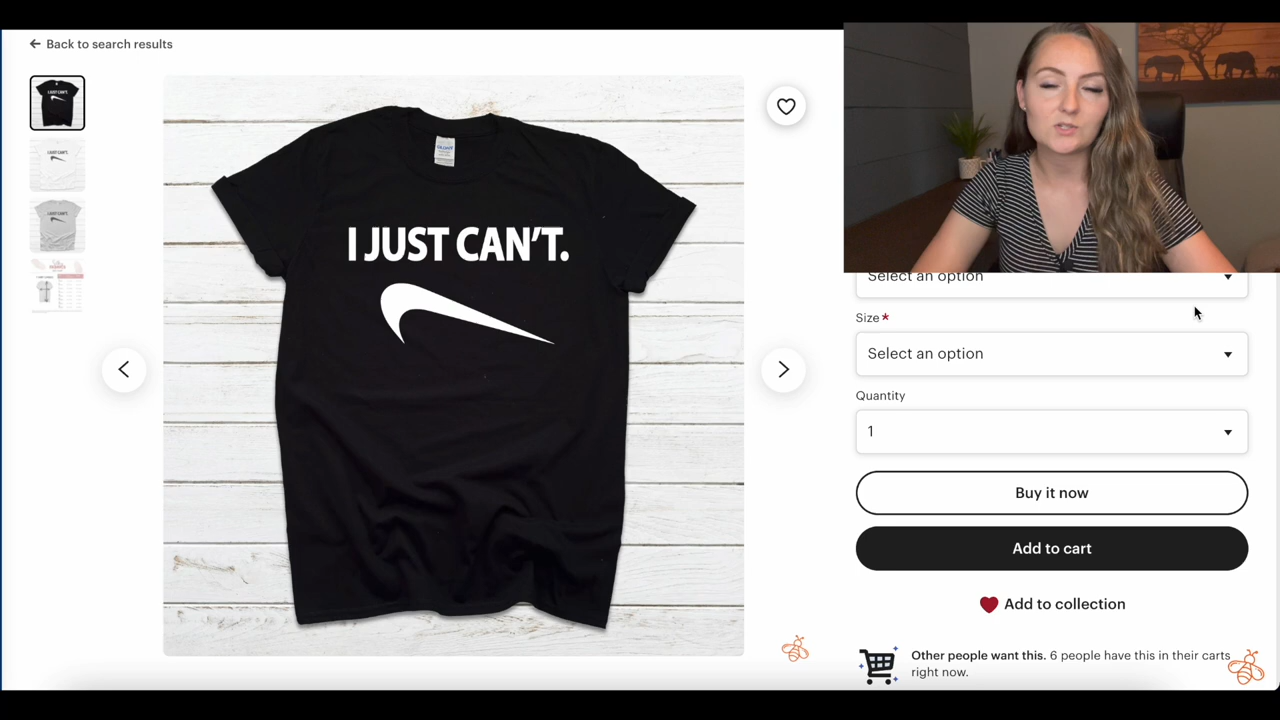 ← Back to search results
I JUST CAN'T.
Select an option
Size*
Select an option
Quantity
1
Buy it now
Add to cart
Add to collection
Other people want this. 6 people have this in their carts
right now.